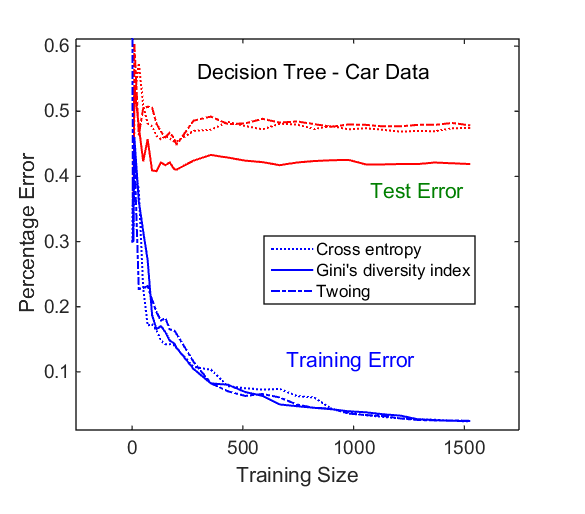 Decision Tree - Car Data
Percentage Error
0.6
0.5
0.4
0.3
0.2
0.1
Test Error
Cross entropy
Gini's diversity index
Twoing
Training Error
0
500
1000
1500
Training Size